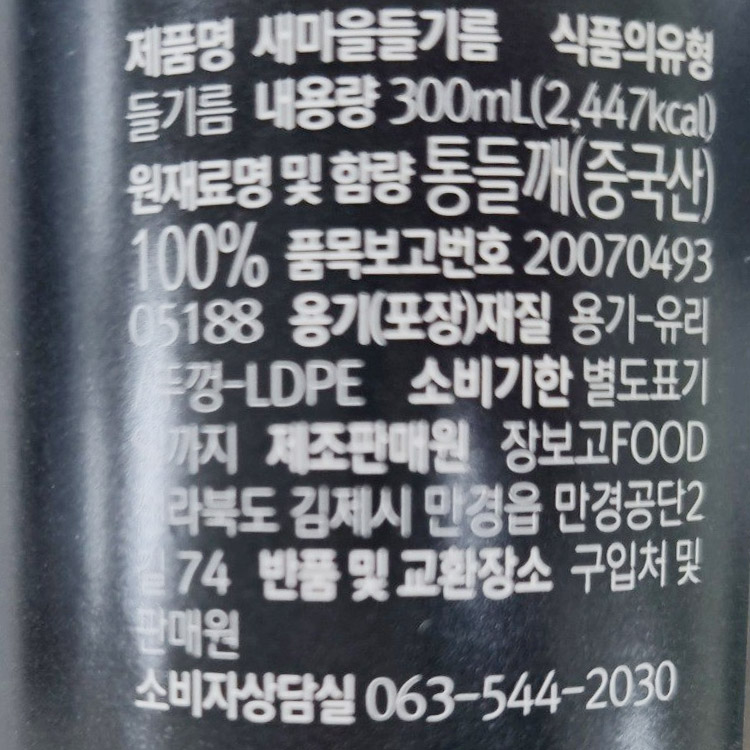 제품명 새마을들기름 식품의유형
들기름 내용량 300mL(2,447kcal)
원재료명 및 함량 통들깨(중국산)
100% 품목보고번호 20070493
05188 용기(포장)재질 용기-유리
뚜껑-LDPE 소비기한 별도표기
까지 제조판매원 장보고FOOD
라북도 김제시 만경읍 만경공단2
길 74 반품 및 교환장소 구입처 및
판매원
소비자상담실 063-544-2030